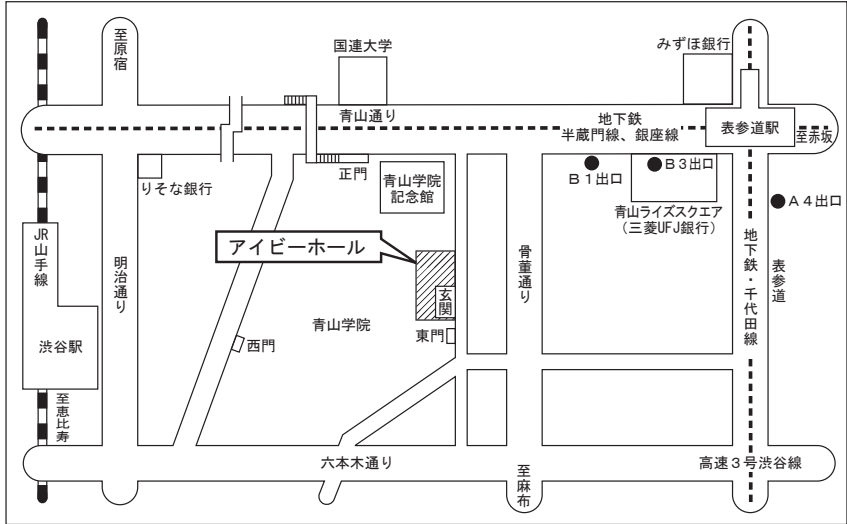 至原宿
国連大学
みずほ銀行
青山通り
地下鉄
半蔵門線、銀座線
表参道駅
至赤坂
りそな銀行
正門
青山学院
記念館
B1出口
B3出口
青山ライズスクエア
(三菱UFJ銀行)
A4出口
アイビーホール
JR山手線
明治通り
玄関
骨董通り
地下鉄・千代田線
表参道
渋谷駅
青山学院
西門
東門
至恵比寿
六本木通り
至麻布
高速3号渋谷線